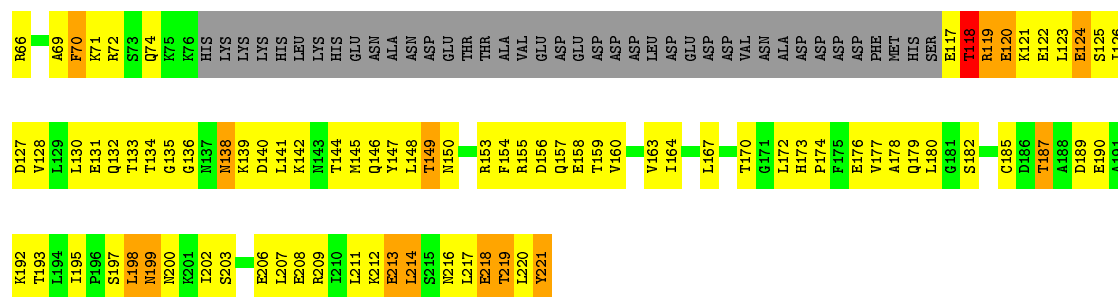 R66 A69 F70 K71 R72 S73 Q74 K75 K76 HIS LYS LYS LYS HIS LEU LYS HIS GLU ASN ALA ASN ASP GLU THR THR ALA VAL GLU ASP GLU ASP ASP ASP LEU ASP GLU ASP VAL ASN ALA ASP ASP ASP ASP PHE MET HIS SER E117 T118 R119 E120 K121 E122 L123 E124 S125 I126
D127 V128 L129 L130 E131 Q132 T133 T134 G135 G136 N137 N138 K139 D140 L141 K142 N143 T144 M145 Q146 Y147 L148 T149 N150 R153 F154 R155 D156 Q157 E158 T159 V160 V163 I164 L167 T170 G171 L172 H173 P174 F175 E176 V177 A178 Q179 L180 G181 S182 C185 D186 T187 A188 D189 E190 A191
K192 T193 L194 I195 P196 S197 L198 N199 N200 K201 I202 S203 E206 L207 E208 R209 I210 L211 K212 E213 L214 S215 N216 L217 E218 T219 L220 Y221